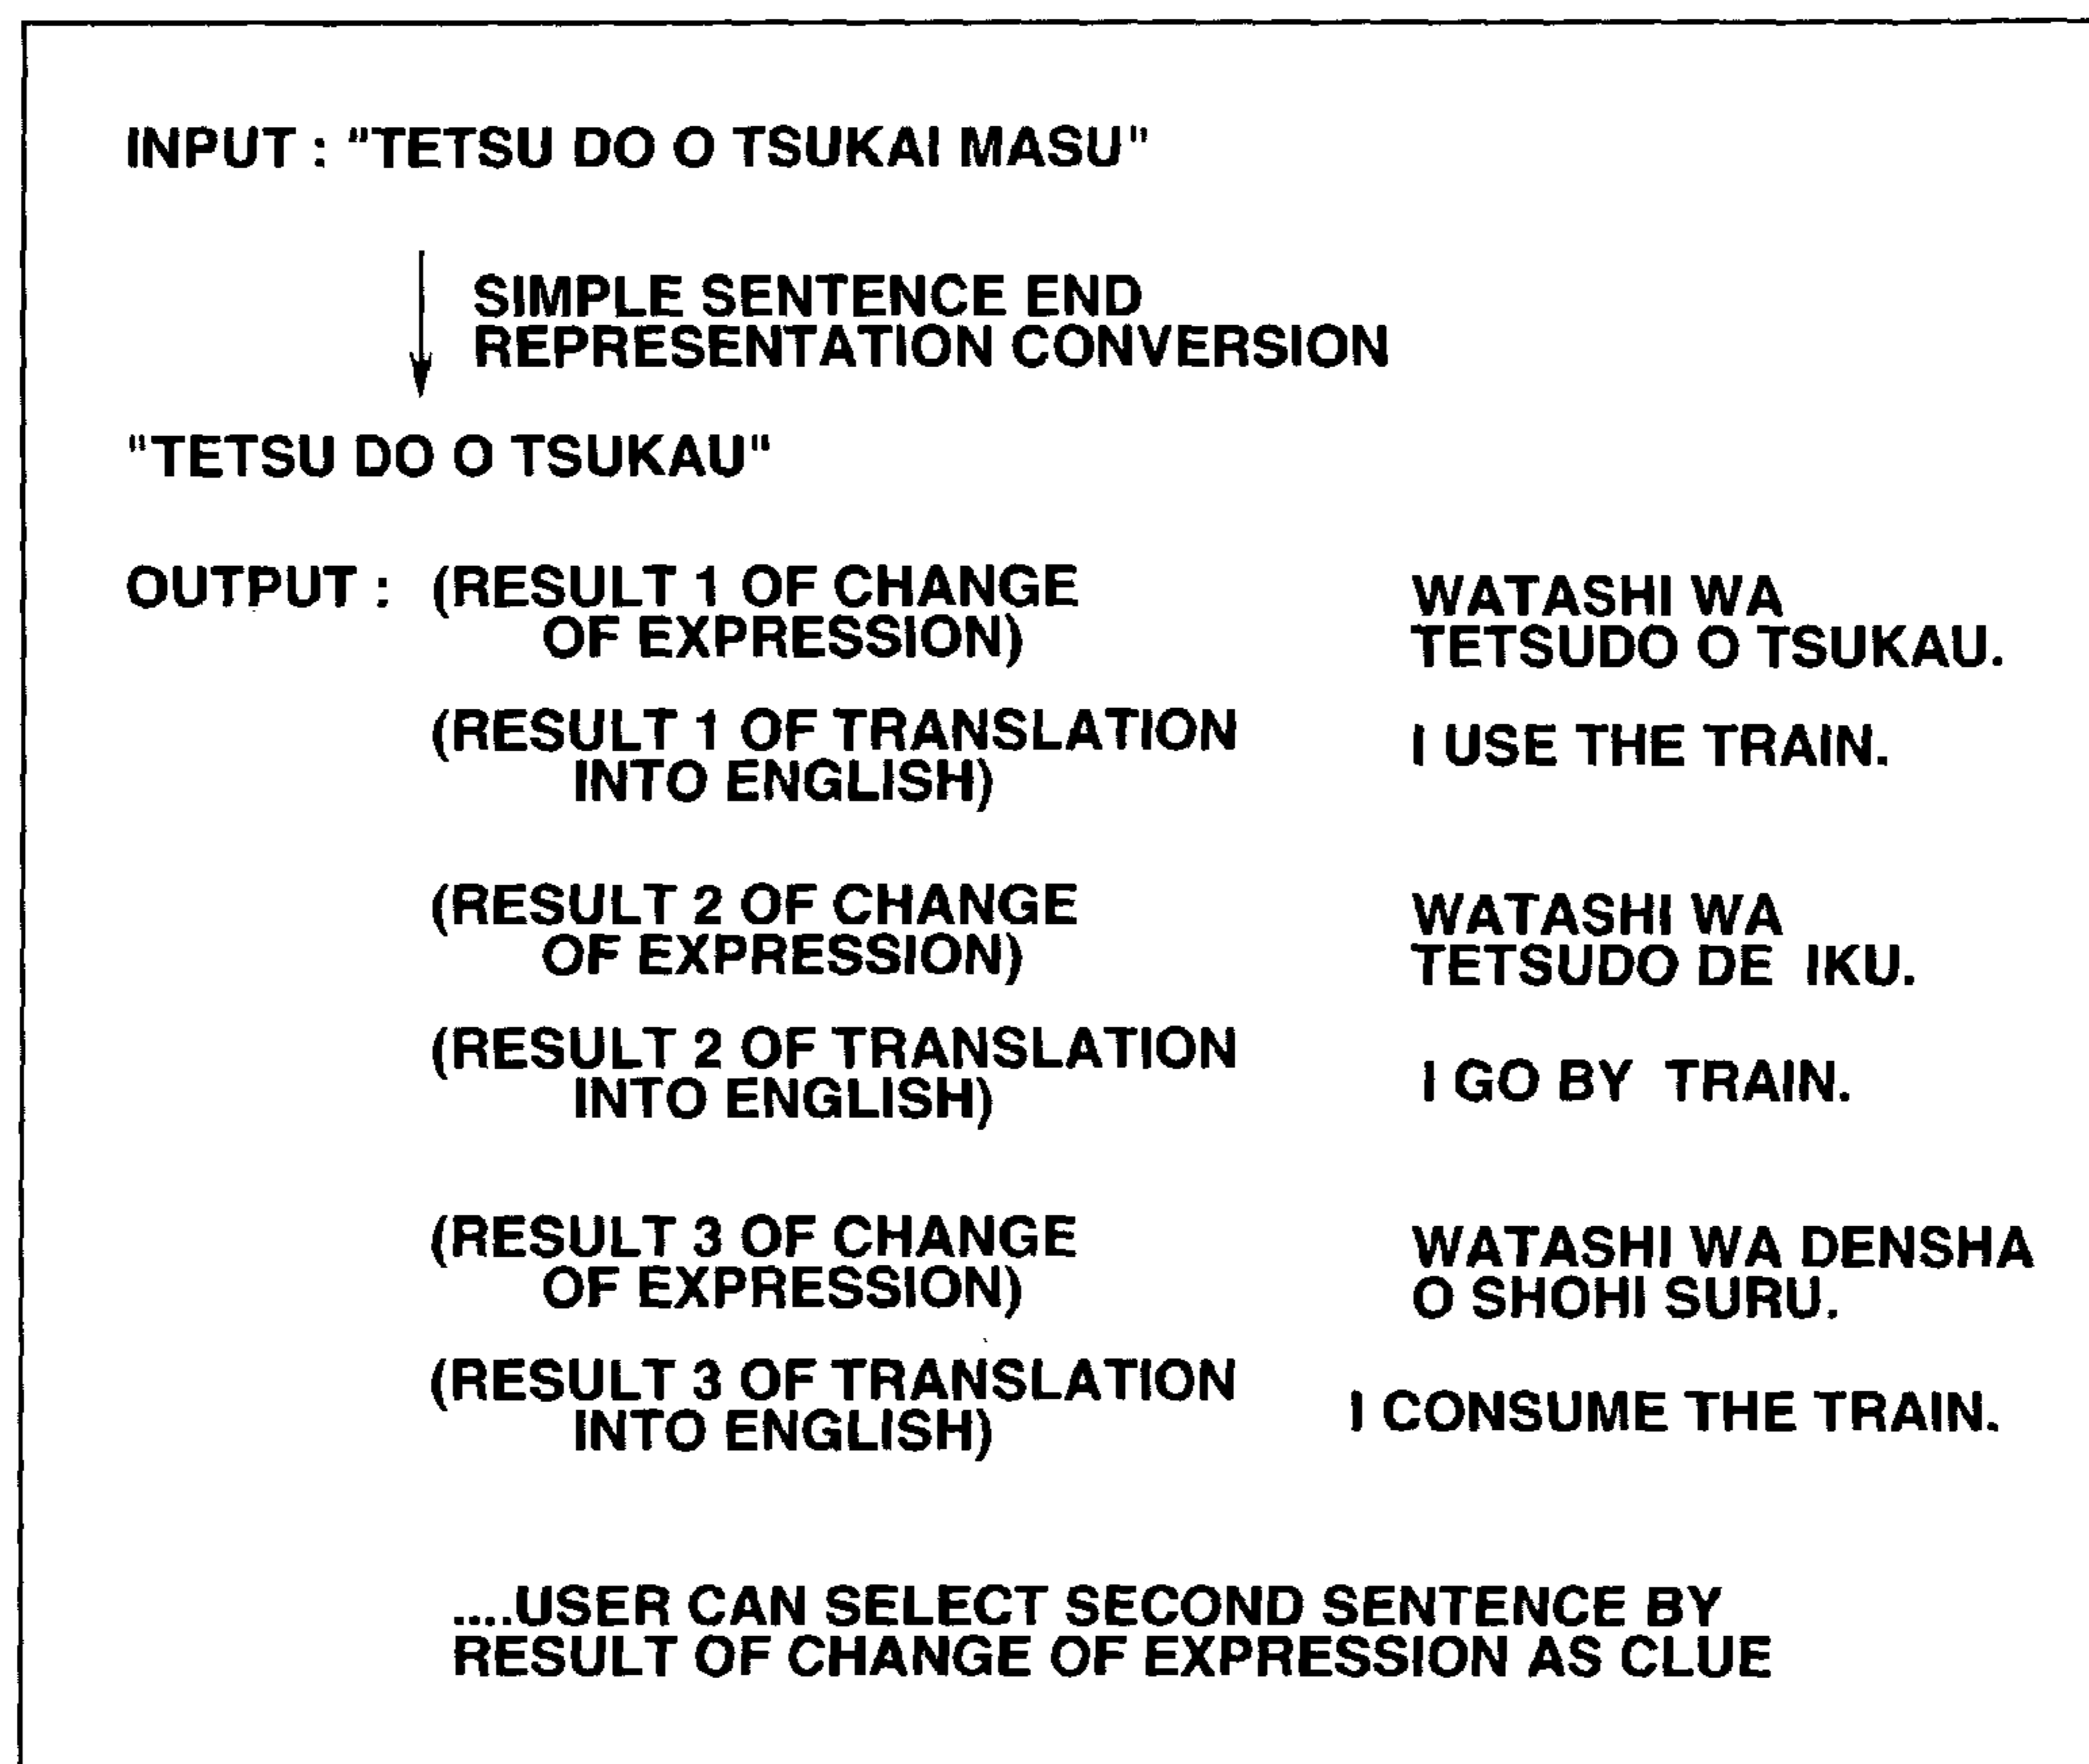 INPUT : "TETSU DO O TSUKAI MASU"
SIMPLE SENTENCE END
REPRESENTATION CONVERSION
"TETSU DO O TSUKAU"
OUTPUT : (RESULT 1 OF CHANGE
OF EXPRESSION)
WATASHI WA
TETSUDO O TSUKAU.
(RESULT 1 OF TRANSLATION
INTO ENGLISH)
I USE THE TRAIN.
(RESULT 2 OF CHANGE
OF EXPRESSION)
WATASHI WA
TETSUDO DE IKU.
(RESULT 2 OF TRANSLATION
INTO ENGLISH)
I GO BY TRAIN.
(RESULT 3 OF CHANGE
OF EXPRESSION)
WATASHI WA DENSHA
O SHOHI SURU.
(RESULT 3 OF TRANSLATION
INTO ENGLISH)
I CONSUME THE TRAIN.
....USER CAN SELECT SECOND SENTENCE BY
RESULT OF CHANGE OF EXPRESSION AS CLUE